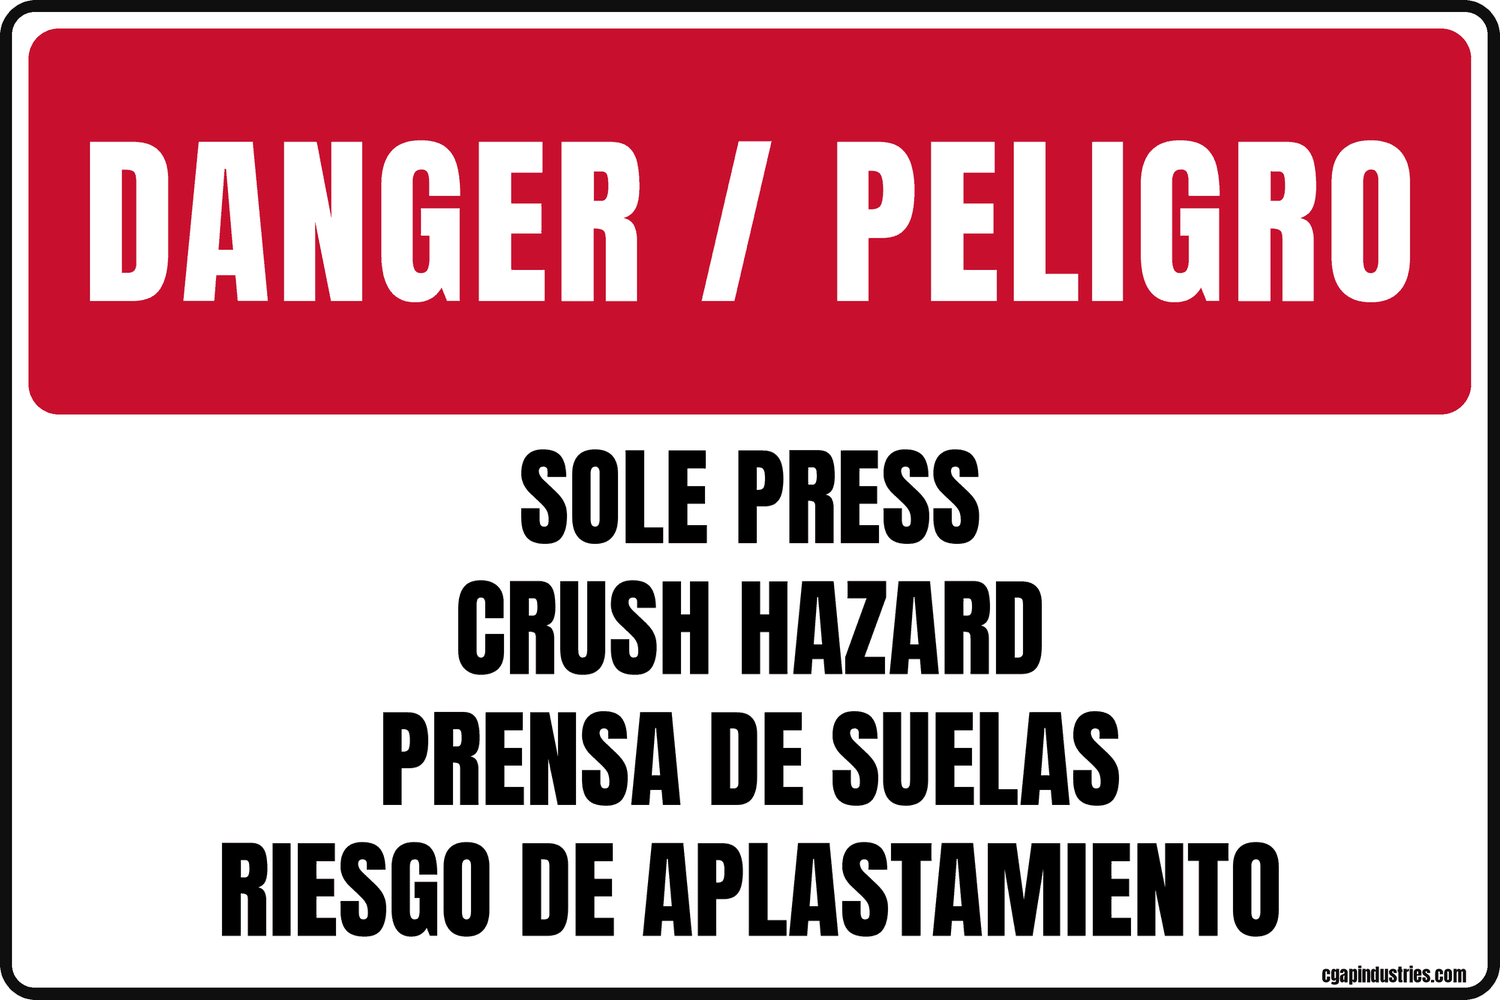 DANGER / PELIGRO
SOLE PRESS
CRUSH HAZARD
PRENSA DE SUELAS
RIESGO DE APLASTAMIENTO
cgapindustries.com